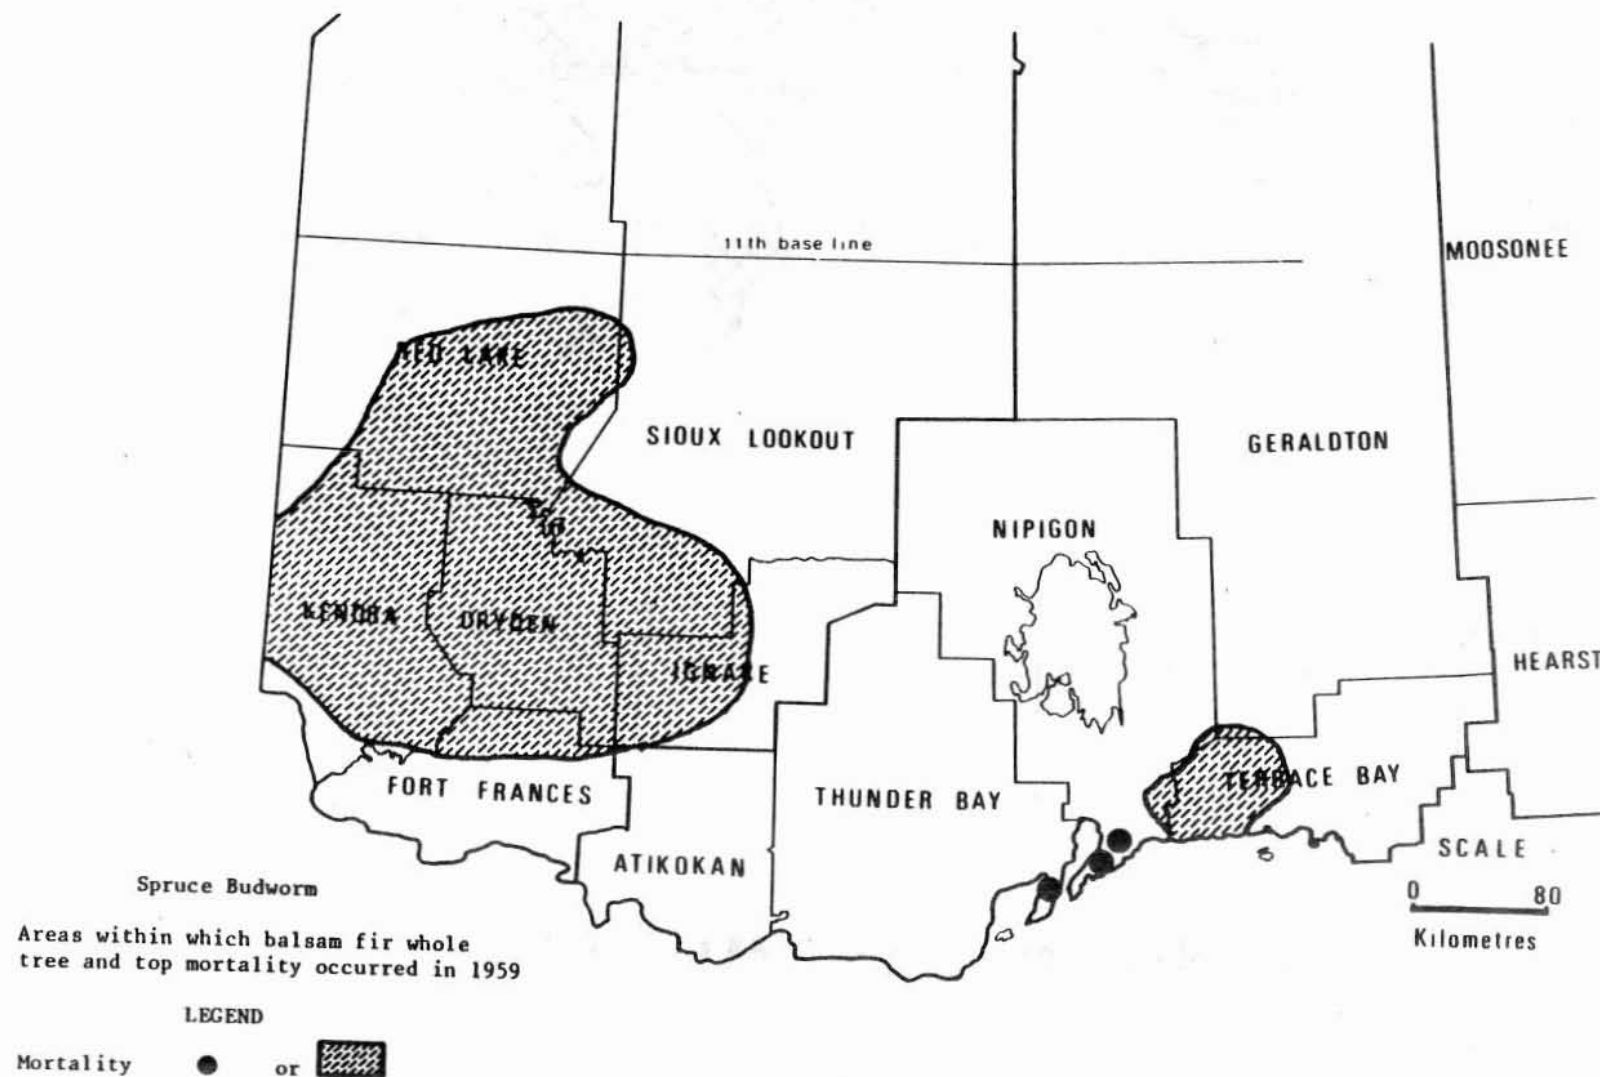 11th base line
MOOSONEE
RED LAKE
SIOUX LOOKOUT
GERALDTON
NIPIGON
KENORA
DRYDEN
IGNACE
HEARST
TERRACE BAY
FORT FRANCES
THUNDER BAY
ATIKOKAN
SCALE
0 80
Kilometres
Spruce Budworm
Areas within which balsam fir whole
tree and top mortality occurred in 1959
LEGEND
Mortality or